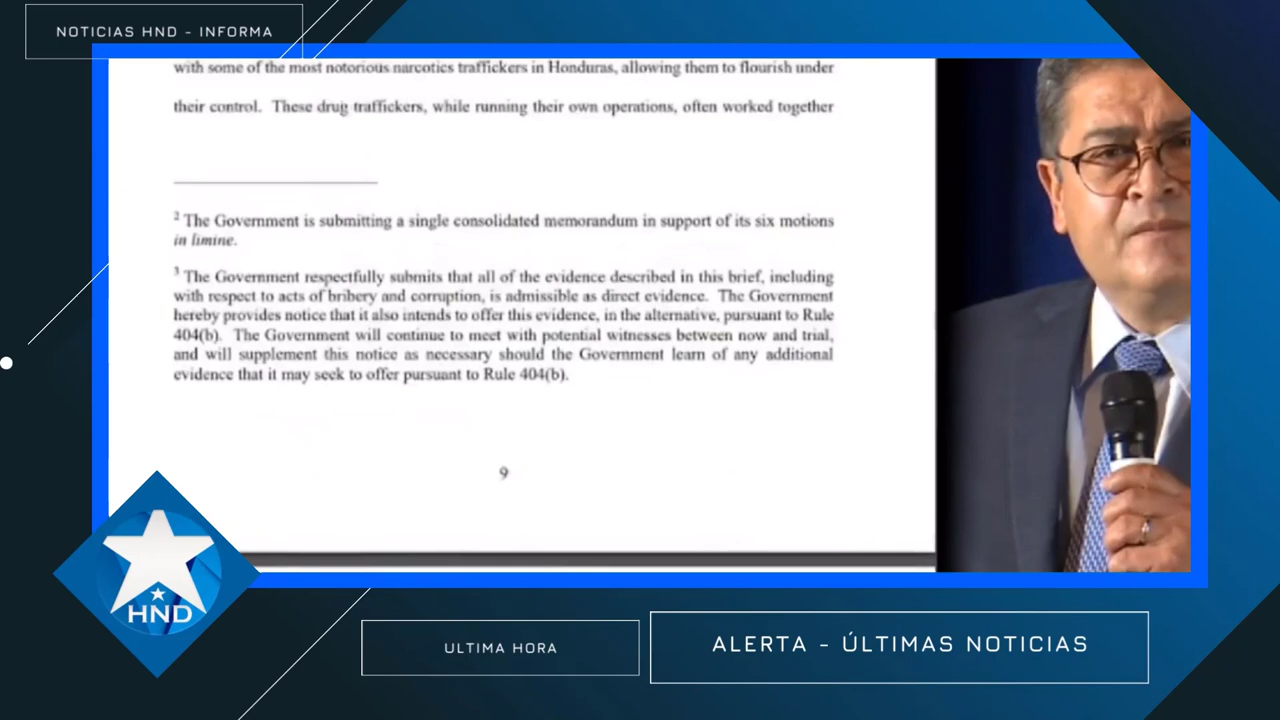 NOTICIAS HND - INFORMA
with some of the most notorious narcotics traffickers in Honduras, allowing them to flourish under
their control. These drug traffickers, while running their own operations, often worked together
2 The Government is submitting a single consolidated memorandum in support of its six motions
in limine.
3 The Government respectfully submits that all of the evidence described in this brief, including
with respect to acts of bribery and corruption, is admissible as direct evidence. The Government
hereby provides notice that it also intends to offer this evidence, in the alternative, pursuant to Rule
404(b). The Government will continue to meet with potential witnesses between now and trial,
and will supplement this notice as necessary should the Government learn of any additional
evidence that it may seek to offer pursuant to Rule 404(b).
9
HND
ULTIMA HORA
ALERTA - ÚLTIMAS NOTICIAS